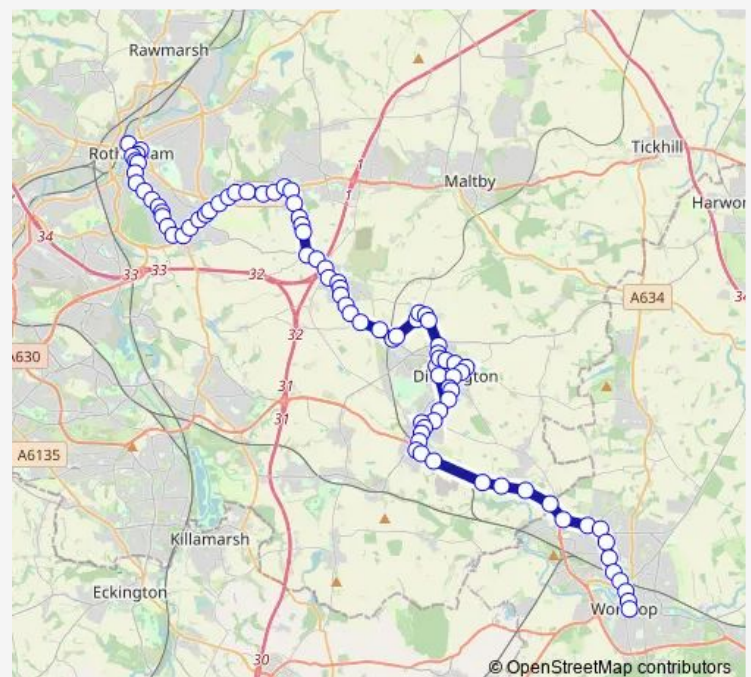 Rawmarsh
Tickhill
Maltby
1
1
34
33
33
32
A634
32
A630
31
31
A6135
Killamarsh
Eckington
30
© OpenStreetMap contributors